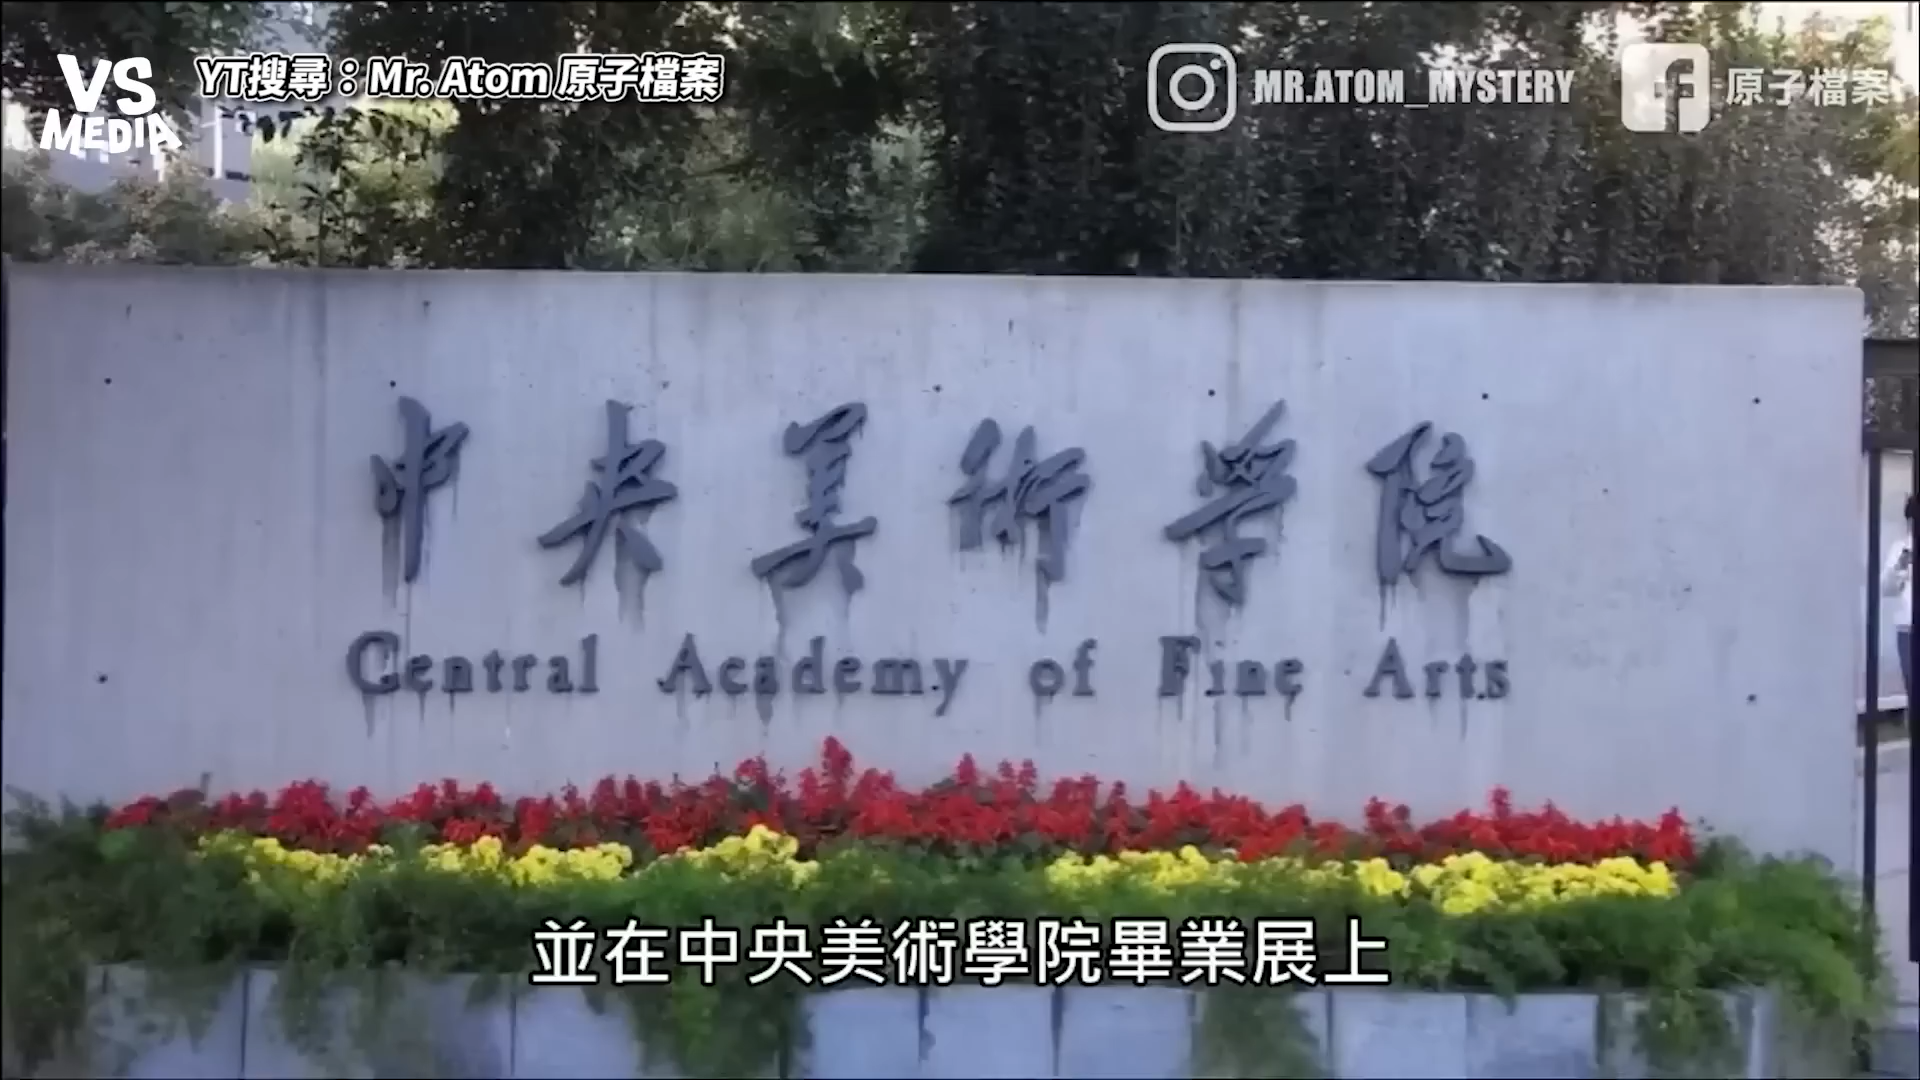 VS
MEDIA
YT搜尋：Mr. Atom 原子檔案
MR.ATOM_MYSTERY
原子檔案
中央美術学院
Central Academy of Fine Arts
並在中央美術學院畢業展上